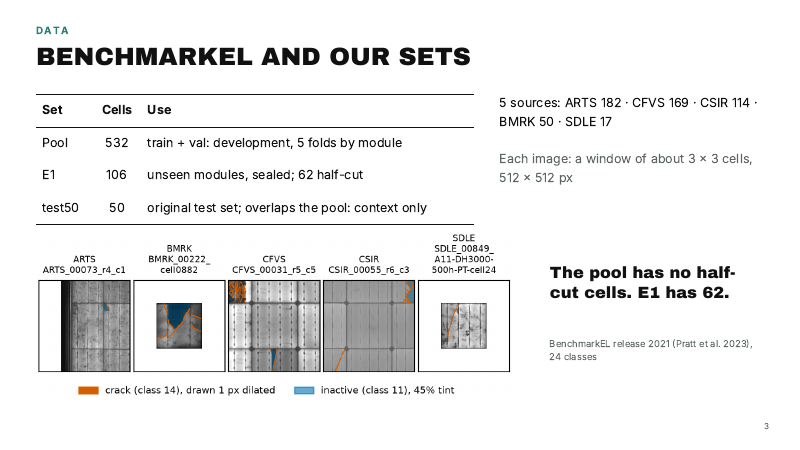 DATA
BENCHMARKEL AND OUR SETS
Set Cells Use
Pool 532 train + val: development, 5 folds by module
E1 106 unseen modules, sealed; 62 half-cut
test50 50 original test set; overlaps the pool: context only
5 sources: ARTS 182 · CFVS 169 · CSIR 114 ·
BMRK 50 · SDLE 17
Each image: a window of about 3 × 3 cells,
512 × 512 px
ARTS
ARTS_00073_r4_c1
BMRK
BMRK_00222_
cell0882
CFVS
CFVS_00031_r5_c5
CSIR
CSIR_00055_r6_c3
SDLE
SDLE_00849_
A11-DH3000-
500h-PT-cell24
crack (class 14), drawn 1 px dilated
inactive (class 11), 45% tint
The pool has no half-
cut cells. E1 has 62.
BenchmarkEL release 2021 (Pratt et al. 2023),
24 classes
3